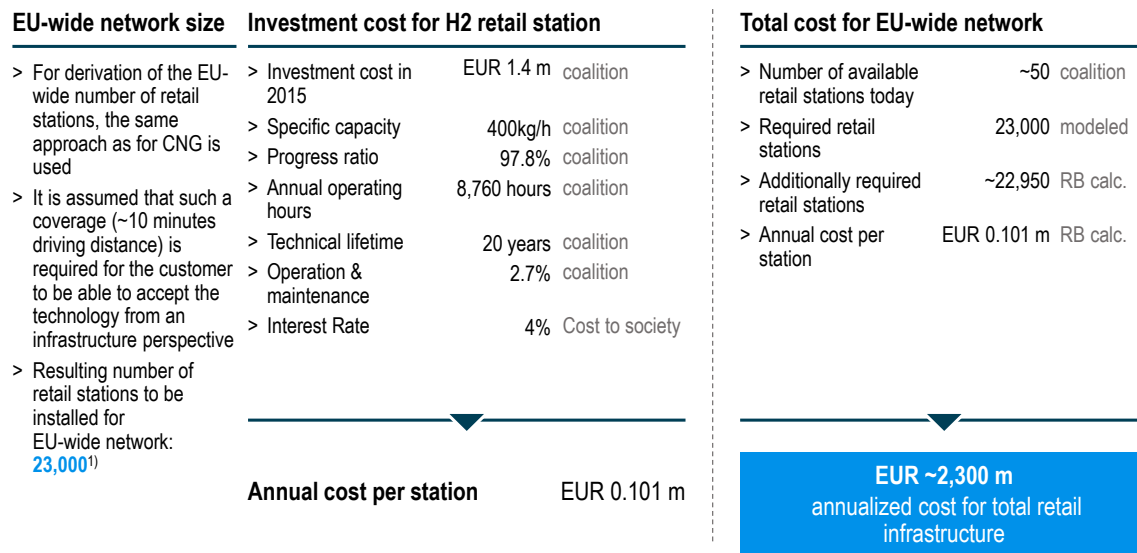 EU-wide network size
> For derivation of the EU-
wide number of retail
stations, the same
approach as for CNG is
used
> It is assumed that such a
coverage (~10 minutes
driving distance) is
required for the customer
to be able to accept the
technology from an
infrastructure perspective
> Resulting number of
retail stations to be
installed for
EU-wide network:
23,000¹⁾
Investment cost for H2 retail station
> Investment cost in EUR 1.4 m coalition
2015
> Specific capacity 400kg/h coalition
> Progress ratio 97.8% coalition
> Annual operating 8,760 hours coalition
hours
> Technical lifetime 20 years coalition
> Operation & 2.7% coalition
maintenance
> Interest Rate 4% Cost to society
Annual cost per station EUR 0.101 m
Total cost for EU-wide network
> Number of available ~50 coalition
retail stations today
> Required retail 23,000 modeled
stations
> Additionally required ~22,950 RB calc.
retail stations
> Annual cost per EUR 0.101 m RB calc.
station
EUR ~2,300 m
annualized cost for total retail
infrastructure